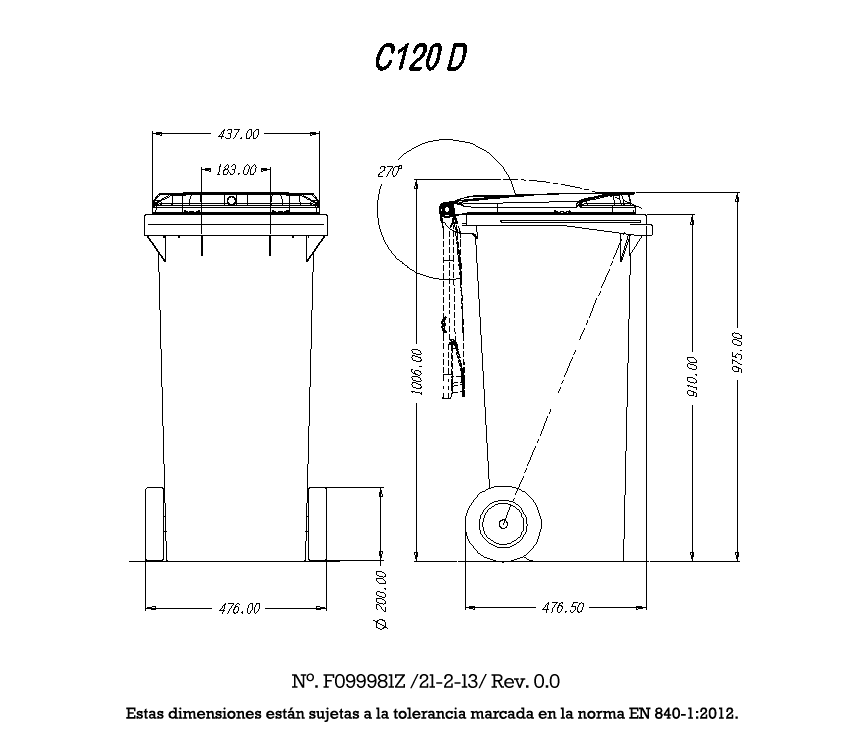 C120 D
437.00
183.00
270°
1006.00
910.00
975.00
476.00
Ø 200.00
476.50
Nº. F099981Z /21-2-13/ Rev. 0.0
Estas dimensiones están sujetas a la tolerancia marcada en la norma EN 840-1:2012.